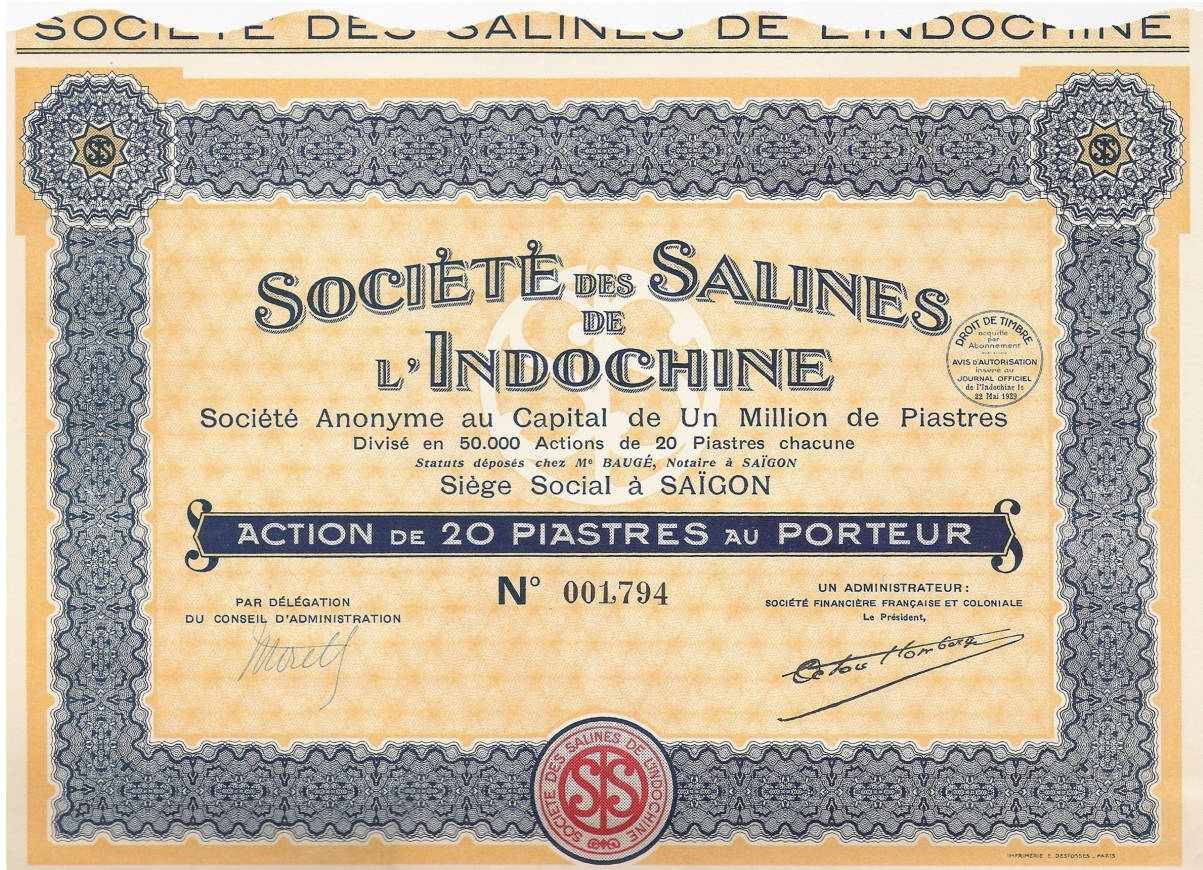 SOCIÉTÉ DES SALINES DE L'INDOCHINE
SIS
SIS
SOCIÉTÉ DES SALINES
DE
L'INDOCHINE
DROIT DE TIMBRE
acquitté
par
Abonnement
AVIS D'AUTORISATION
inséré au
JOURNAL OFFICIEL
de l'Indochine le
22 Mai 1929
Société Anonyme au Capital de Un Million de Piastres
Divisé en 50.000 Actions de 20 Piastres chacune
Statuts déposés chez Me BAUGÉ, Notaire à SAÏGON
Siège Social à SAÏGON
ACTION DE 20 PIASTRES AU PORTEUR
N° 001,794
PAR DÉLÉGATION
DU CONSEIL D'ADMINISTRATION
UN ADMINISTRATEUR :
SOCIÉTÉ FINANCIÈRE FRANÇAISE ET COLONIALE
Le Président,
SOCIÉTÉ DES SALINES DE L'INDOCHINE
SIS
IMPRIMERIE E. DESFOSSÉS _ PARIS